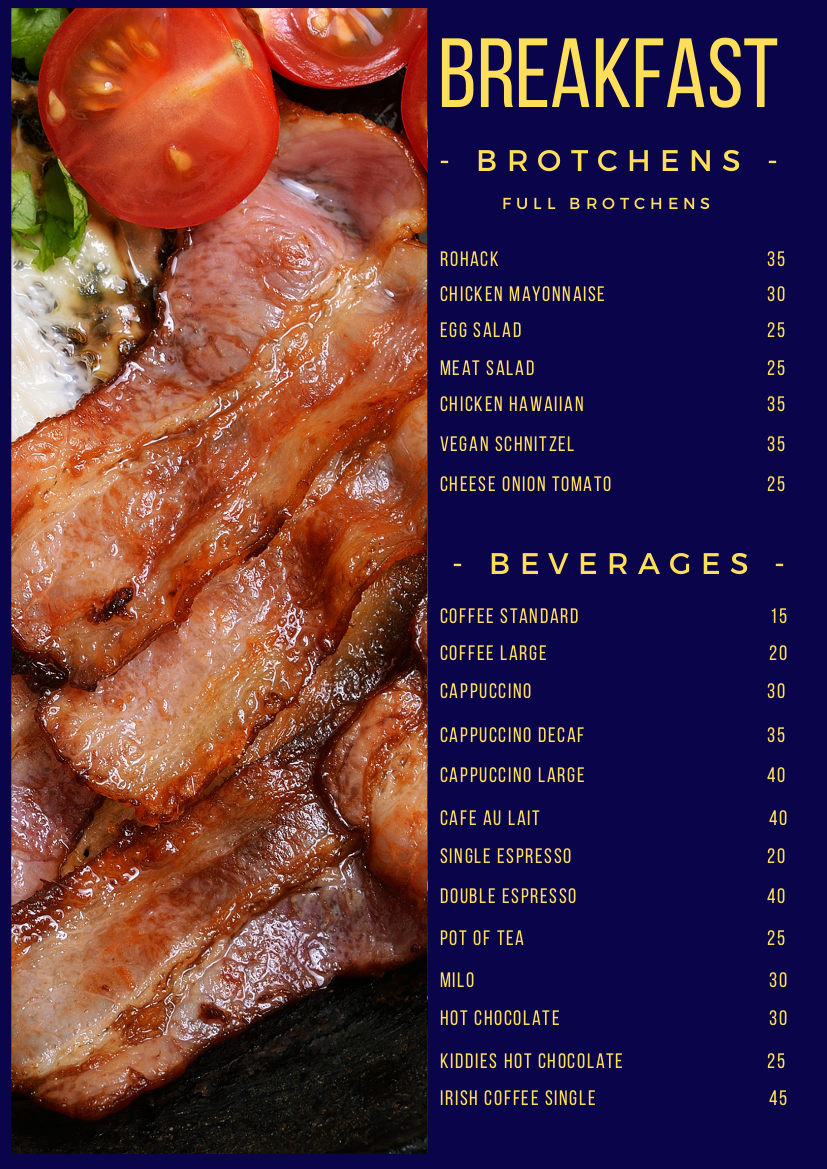 BREAKFAST
- BROTCHENS -
FULL BROTCHENS
ROHACK 35
CHICKEN MAYONNAISE 30
EGG SALAD 25
MEAT SALAD 25
CHICKEN HAWAIIAN 35
VEGAN SCHNITZEL 35
CHEESE ONION TOMATO 25
- BEVERAGES -
COFFEE STANDARD 15
COFFEE LARGE 20
CAPPUCCINO 30
CAPPUCCINO DECAF 35
CAPPUCCINO LARGE 40
CAFE AU LAIT 40
SINGLE ESPRESSO 20
DOUBLE ESPRESSO 40
POT OF TEA 25
MILO 30
HOT CHOCOLATE 30
KIDDIES HOT CHOCOLATE 25
IRISH COFFEE SINGLE 45